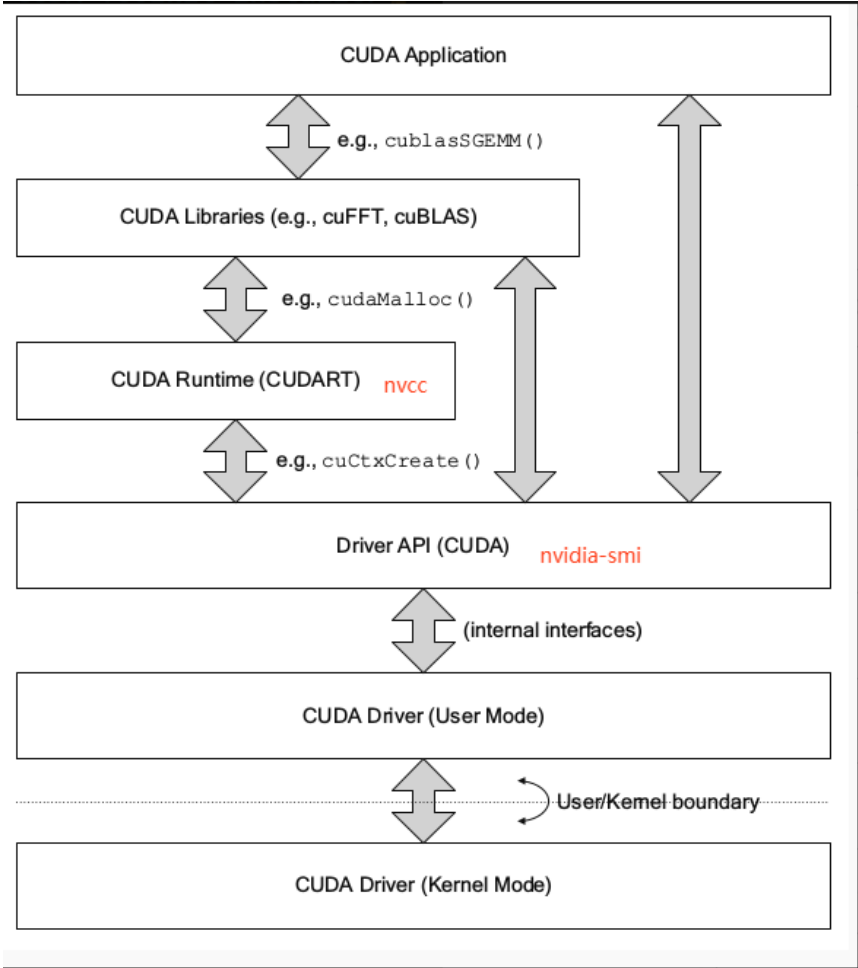 CUDA Application
e.g., cublasSGEMM()
CUDA Libraries (e.g., cuFFT, cuBLAS)
e.g., cudaMalloc()
CUDA Runtime (CUDART) nvcc
e.g., cuCtxCreate()
Driver API (CUDA) nvidia-smi
(internal interfaces)
CUDA Driver (User Mode)
User/Kernel boundary
CUDA Driver (Kernel Mode)